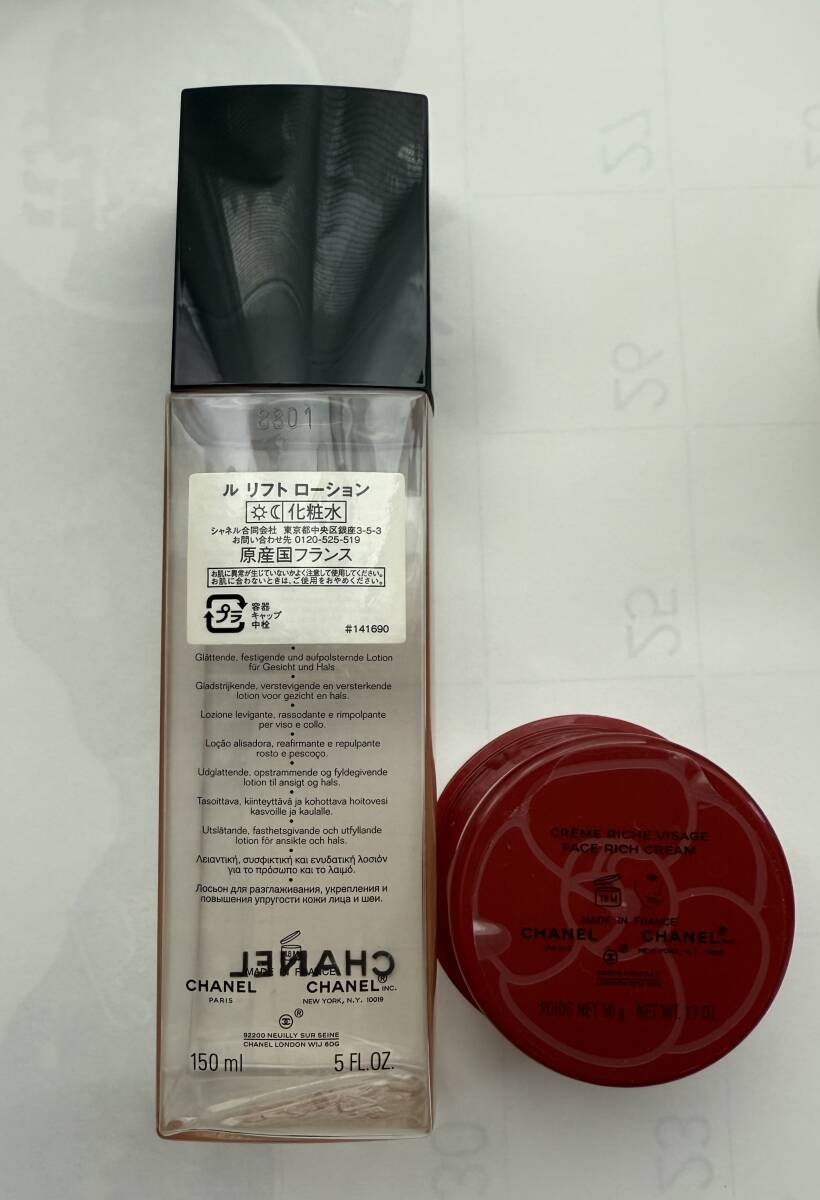 8801
ル リフト ローション
化粧水
シャネル合同会社 東京都中央区銀座3-5-3
お問い合わせ先 0120-525-519
原産国フランス
お肌に異常が生じていないかよく注意して使用してください。
お肌に合わないときは、ご使用をおやめください。
プラ
容器
キャップ
中栓
#141690
Glättende, festigende und aufpolsternde Lotion
für Gesicht und Hals
Gladstrijkende, verstevigende en versterkende
lotion voor gezicht en hals.
Lozione levigante, rassodante e rimpolpante
per viso e collo.
Loção alisadora, reafirmante e repulpante
rosto e pescoço.
Udglattende, opstrammende og fyldegivende
lotion til ansigt og hals.
Tasoittava, kiinteyttävä ja kohottava hoitovesi
kasvoille ja kaulalle.
Utslätande, fasthetsgivande och utfyllande
lotion för ansikte och hals.
Λειαντική, συσφικτική και ενυδατική λοσιόν
για το πρόσωπο και το λαιμό.
Лосьон для разглаживания, укрепления и
повышения упругости кожи лица и шеи.
CHANEL
MADE IN FRANCE
CHANEL CHANEL® INC.
PARIS NEW YORK, N.Y. 10019
®
92200 NEUILLY SUR SEINE
CHANEL LONDON W1J 6DG
150 ml 5 FL.OZ.
CRÈME RICHE VISAGE
FACE RICH CREAM
18 M
MADE IN FRANCE
CHANEL CHANEL® INC.
PARIS NEW YORK, N.Y. 10019
®
POIDS NET 50 g - NET WT. 1.7 OZ.
27
26
25
30
23